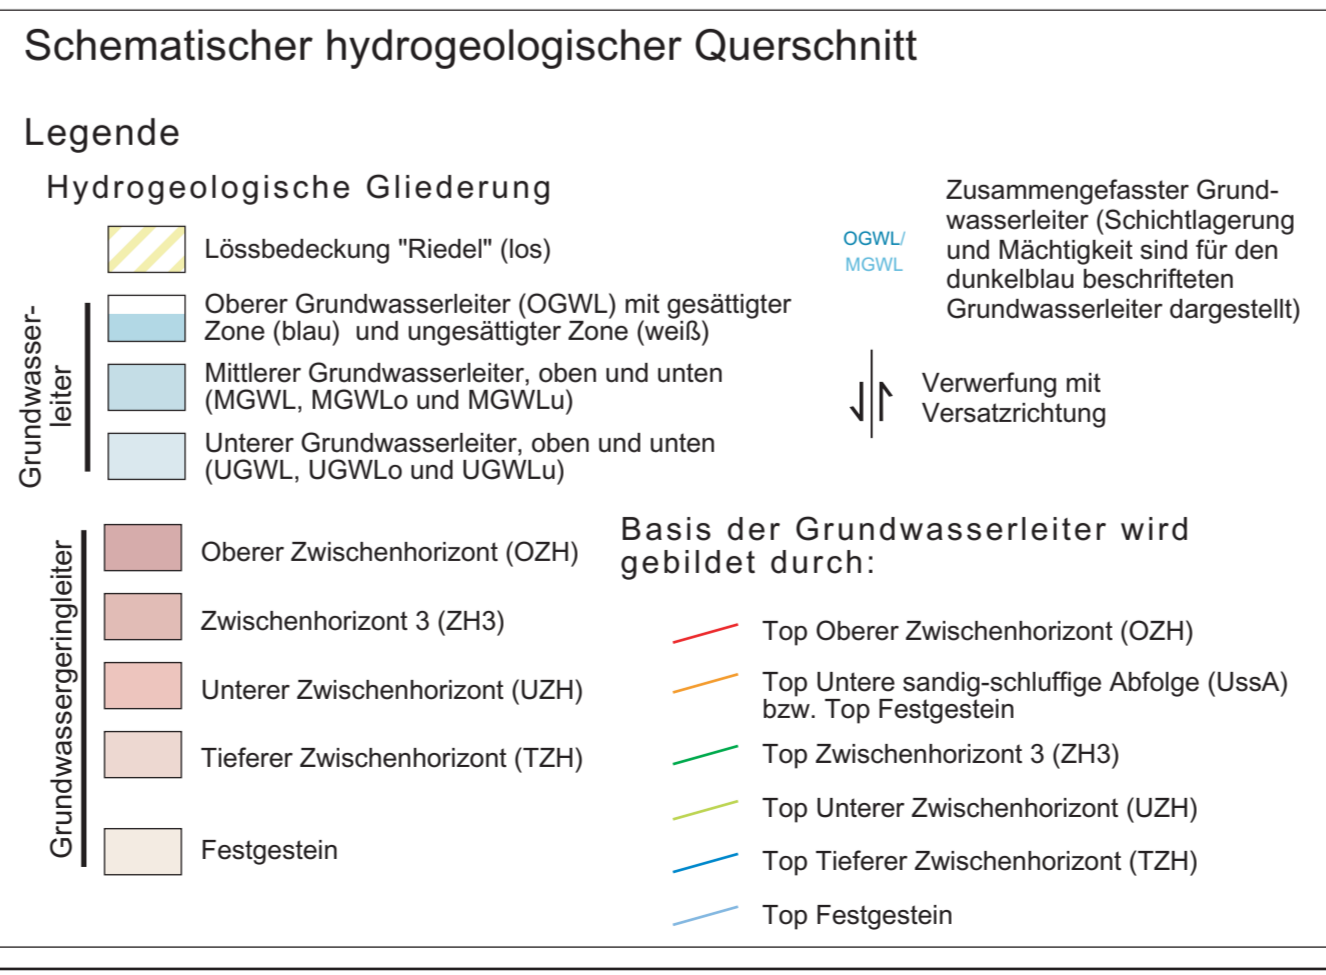 Schematischer hydrogeologischer Querschnitt
Legende
Hydrogeologische Gliederung
Lössbedeckung "Riedel" (los)
Grundwasser-
leiter
Oberer Grundwasserleiter (OGWL) mit gesättigter
Zone (blau) und ungesättigter Zone (weiß)
Mittlerer Grundwasserleiter, oben und unten
(MGWL, MGWLo und MGWLu)
Unterer Grundwasserleiter, oben und unten
(UGWL, UGWLo und UGWLu)
Grundwassergeringleiter
Oberer Zwischenhorizont (OZH)
Zwischenhorizont 3 (ZH3)
Unterer Zwischenhorizont (UZH)
Tieferer Zwischenhorizont (TZH)
Festgestein
OGWL/
MGWL
Zusammengefasster Grund-
wasserleiter (Schichtlagerung
und Mächtigkeit sind für den
dunkelblau beschrifteten
Grundwasserleiter dargestellt)
Verwerfung mit
Versatzrichtung
Basis der Grundwasserleiter wird
gebildet durch:
Top Oberer Zwischenhorizont (OZH)
Top Untere sandig-schluffige Abfolge (UssA)
bzw. Top Festgestein
Top Zwischenhorizont 3 (ZH3)
Top Unterer Zwischenhorizont (UZH)
Top Tieferer Zwischenhorizont (TZH)
Top Festgestein